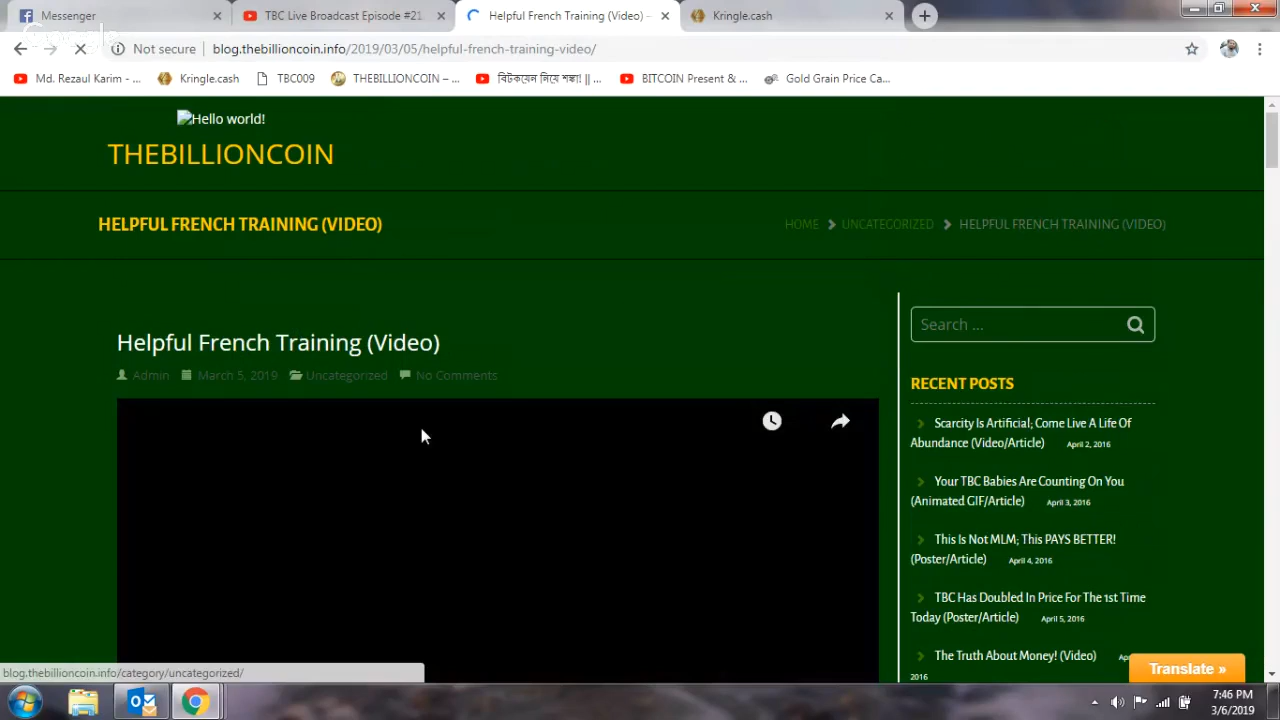 Messenger
TBC Live Broadcast Episode #21
Helpful French Training (Video) –
Kringle.cash
Not secure
blog.thebillioncoin.info/2019/03/05/helpful-french-training-video/
Md. Rezaul Karim - ...
Kringle.cash
TBC009
THEBILLIONCOIN – ...
বিটকয়েন নিয়ে শঙ্কা! || ...
BITCOIN Present & ...
Gold Grain Price Ca...
Hello world!
THEBILLIONCOIN
HELPFUL FRENCH TRAINING (VIDEO)
HOME > UNCATEGORIZED > HELPFUL FRENCH TRAINING (VIDEO)
Helpful French Training (Video)
Admin March 5, 2019 Uncategorized No Comments
Search ...
RECENT POSTS
Scarcity Is Artificial; Come Live A Life Of
Abundance (Video/Article) April 2, 2016
Your TBC Babies Are Counting On You
(Animated GIF/Article) April 3, 2016
This Is Not MLM; This PAYS BETTER!
(Poster/Article) April 4, 2016
TBC Has Doubled In Price For The 1st Time
Today (Poster/Article) April 5, 2016
The Truth About Money! (Video)
2016
Translate »
blog.thebillioncoin.info/category/uncategorized/
7:46 PM
3/6/2019